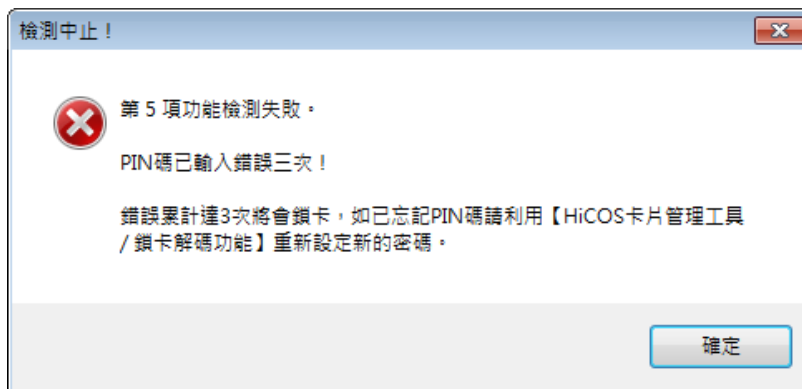 檢測中止！
第 5 項功能檢測失敗。
PIN碼已輸入錯誤三次！
錯誤累計達3次將會鎖卡，如已忘記PIN碼請利用【HiCOS卡片管理工具
/ 鎖卡解碼功能】重新設定新的密碼。
確定